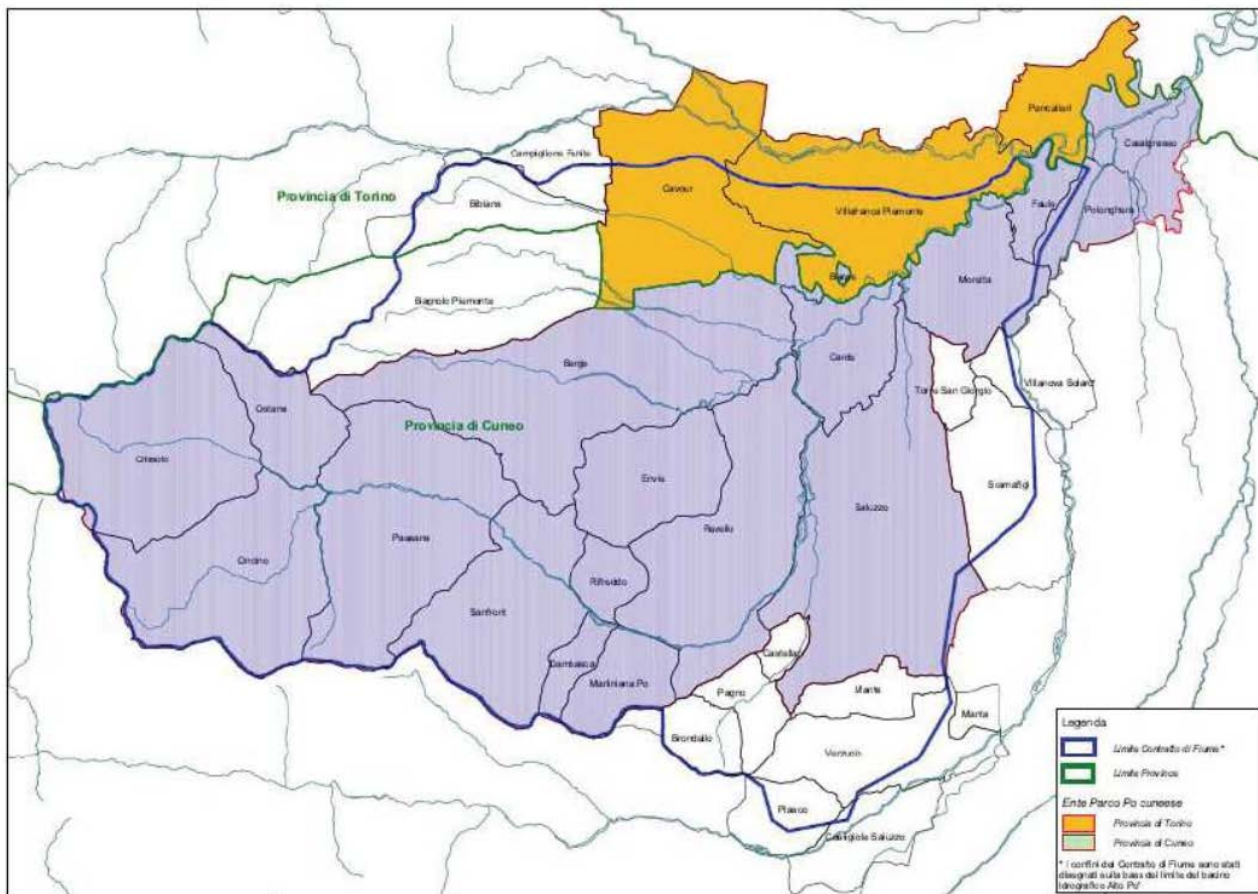 Pancalieri
Casalgrasso
Campiglione Fenile
Provincia di Torino
Cavour
Bibiana
Villafranca Piemonte
Faule
Polonghera
Moretta
Bagnolo Piemonte
Barge
Cardè
Torre San Giorgio
Villanova Solaro
Ostana
Provincia di Cuneo
Crissolo
Envie
Scarnafigi
Revello
Saluzzo
Paesana
Oncino
Rifreddo
Sanfront
Gambasca
Castellar
Martiniana Po
Pagno
Manta
Manta
Brondello
Verzuolo
Piasco
Costigliole Saluzzo
Legenda
Limite Contratto di Fiume*
Limite Province
Ente Parco Po cuneese
Provincia di Torino
Provincia di Cuneo
* I confini del Contratto di Fiume sono stati
disegnati sulla base del limite del bacino
idrografico Alto Po'